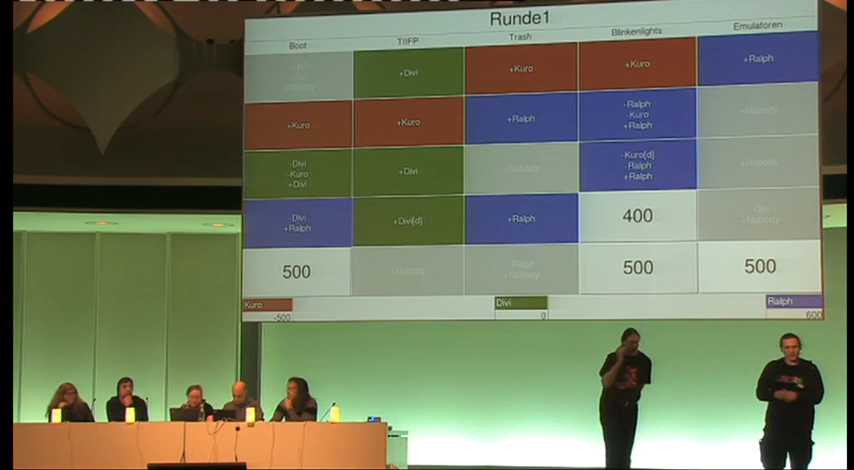 Runde1
Boot TIIFP Trash Blinkenlights Emulatoren
-Divi
-Divi
+Nobody
+Divi
+Kuro
+Kuro
+Ralph
+Kuro
+Kuro
+Ralph
-Ralph
-Kuro
+Ralph
+Nobody
-Divi
-Kuro
+Divi
+Divi
+Nobody
-Kuro[d]
-Ralph
+Ralph
+Nobody
-Divi
+Ralph
+Divi[d]
+Ralph
400
-Divi
+Nobody
500
+Nobody
-Ralph
+Nobody
500
500
Kuro Divi Ralph
-500 0 600